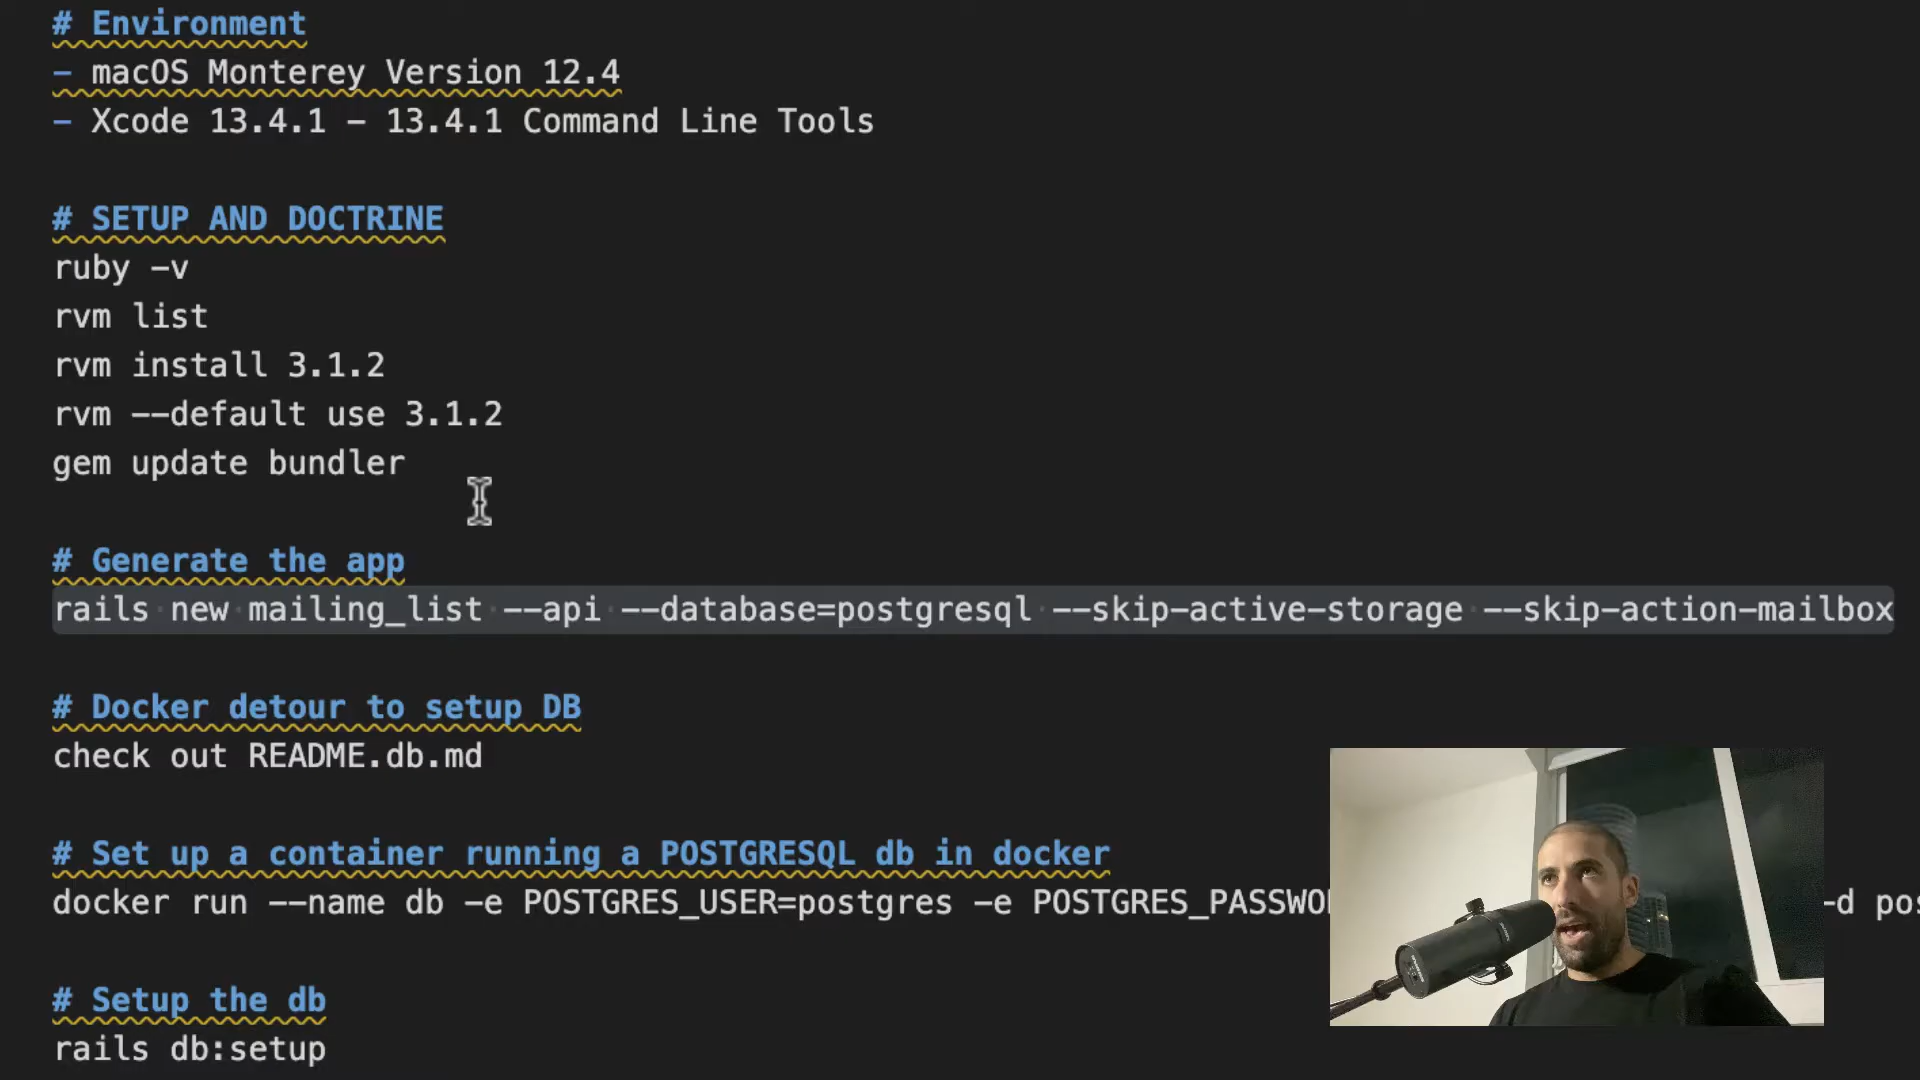 # Environment
- macOS Monterey Version 12.4
- Xcode 13.4.1 - 13.4.1 Command Line Tools
# SETUP AND DOCTRINE
ruby -v
rvm list
rvm install 3.1.2
rvm --default use 3.1.2
gem update bundler
# Generate the app
rails new mailing_list --api --database=postgresql --skip-active-storage --skip-action-mailbox
# Docker detour to setup DB
check out README.db.md
# Set up a container running a POSTGRESQL db in docker
docker run --name db -e POSTGRES_USER=postgres -e -d
# Setup the db
rails db:setup